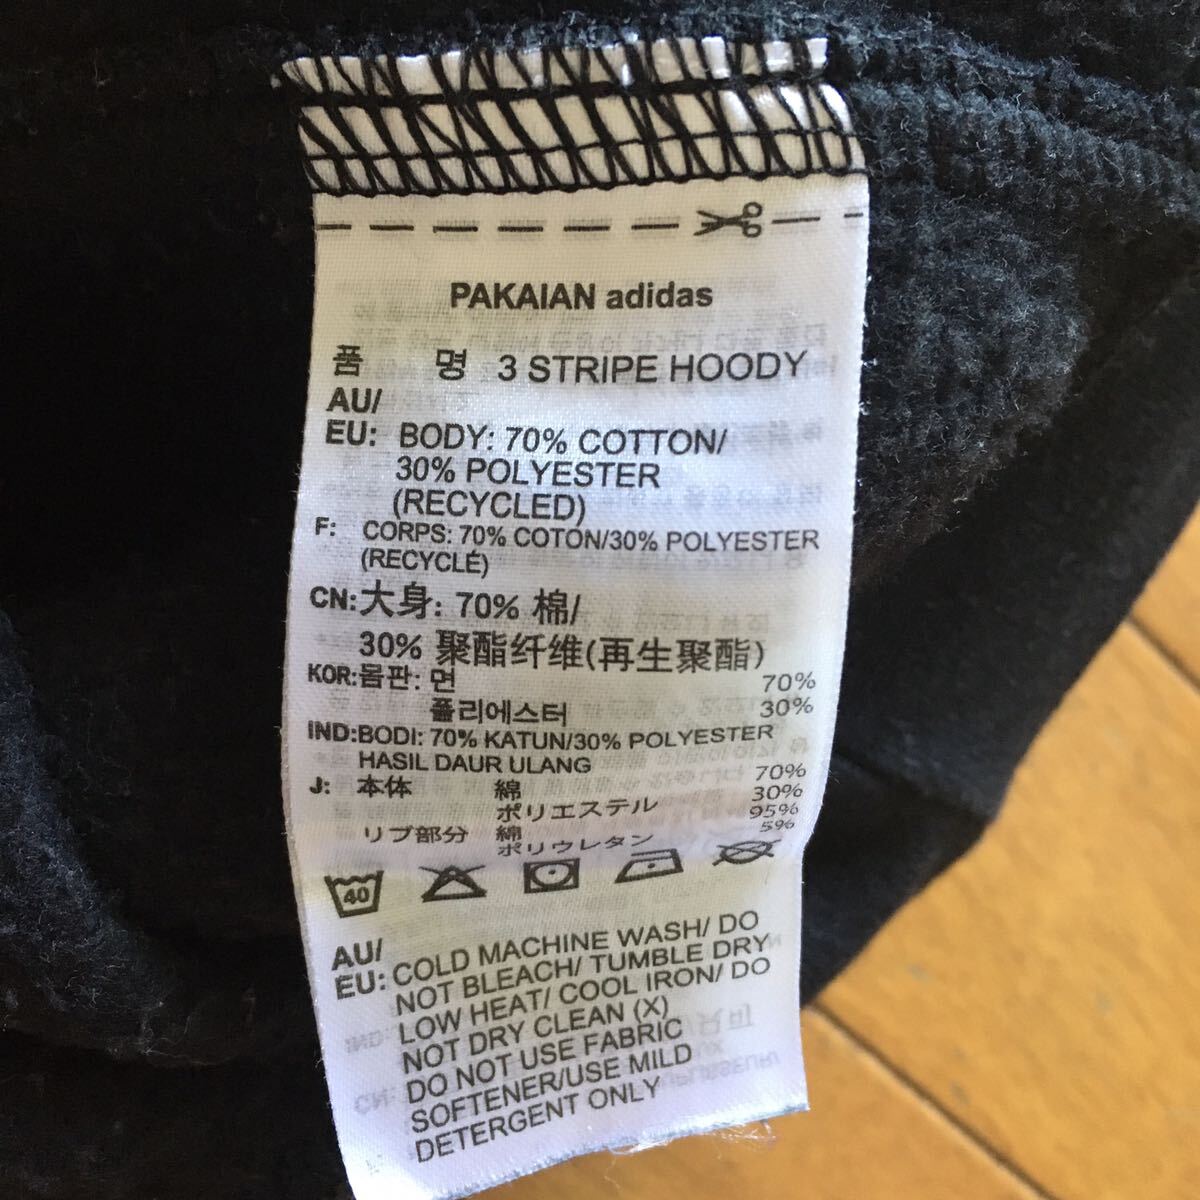 PAKAIAN adidas
품 명 3 STRIPE HOODY
AU/
EU: BODY: 70% COTTON/
30% POLYESTER
(RECYCLED)
F: CORPS: 70% COTON/30% POLYESTER
(RECYCLÉ)
CN:大身: 70% 棉/
30% 聚酯纤维(再生聚酯)
KOR:몸판: 면 70%
폴리에스터 30%
IND:BODI: 70% KATUN/30% POLYESTER
HASIL DAUR ULANG
J: 本体 綿 70%
ポリエステル 30%
リブ部分 綿 95%
ポリウレタン 5%
40
AU/
EU: COLD MACHINE WASH/ DO
NOT BLEACH/ TUMBLE DRY
LOW HEAT/ COOL IRON/ DO
NOT DRY CLEAN (X)
DO NOT USE FABRIC
SOFTENER/USE MILD
DETERGENT ONLY